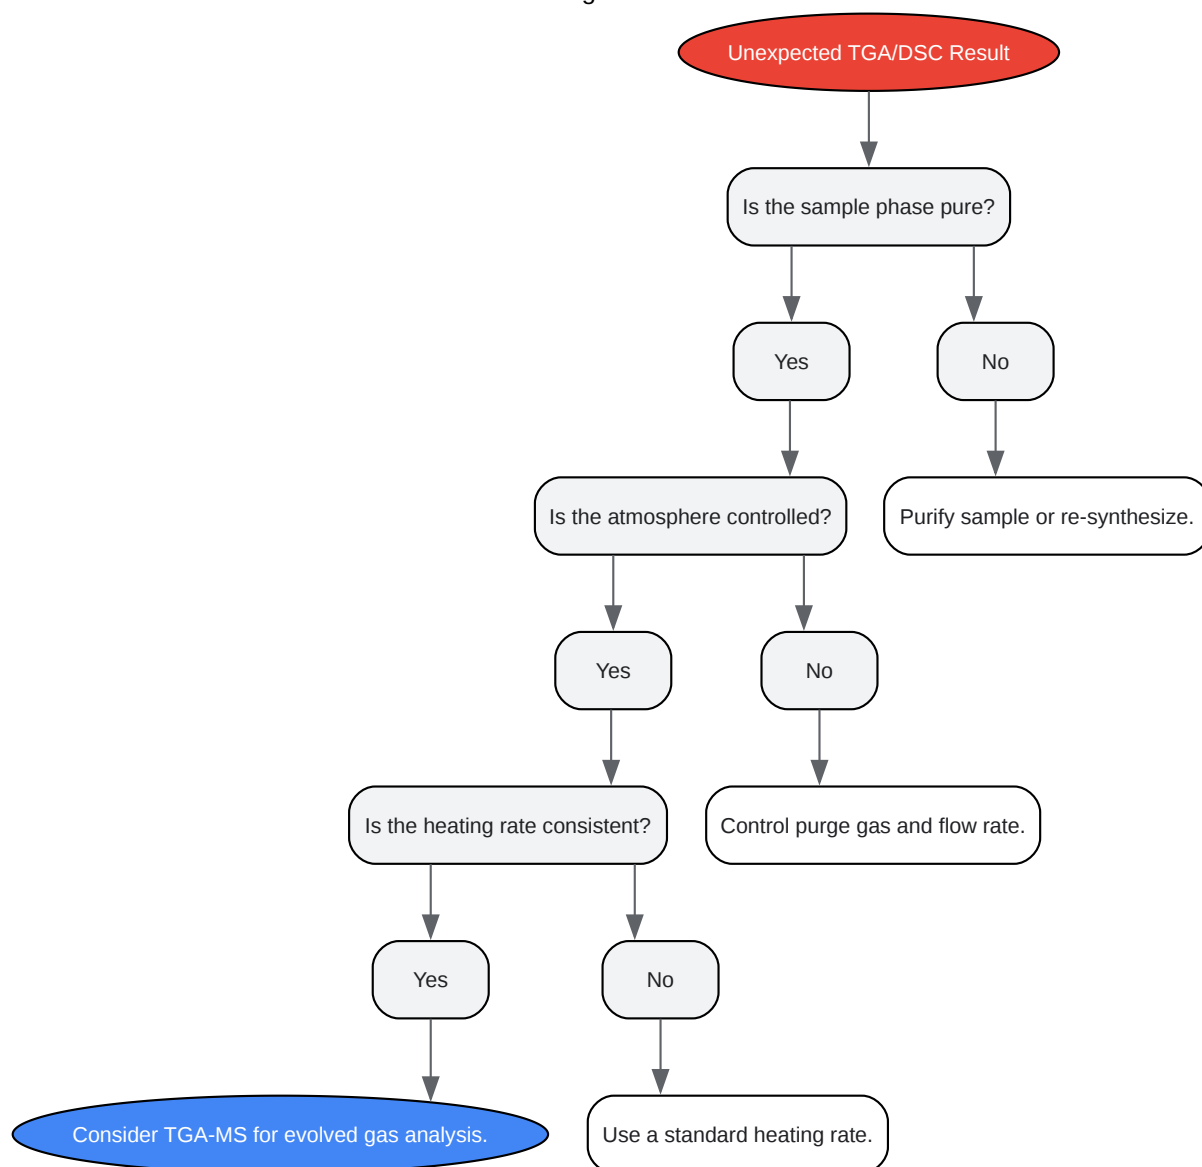 Unexpected TGA/DSC Result
Is the sample phase pure?
Yes
No
Is the atmosphere controlled?
Purify sample or re-synthesize.
Yes
No
Is the heating rate consistent?
Control purge gas and flow rate.
Yes
No
Consider TGA-MS for evolved gas analysis.
Use a standard heating rate.